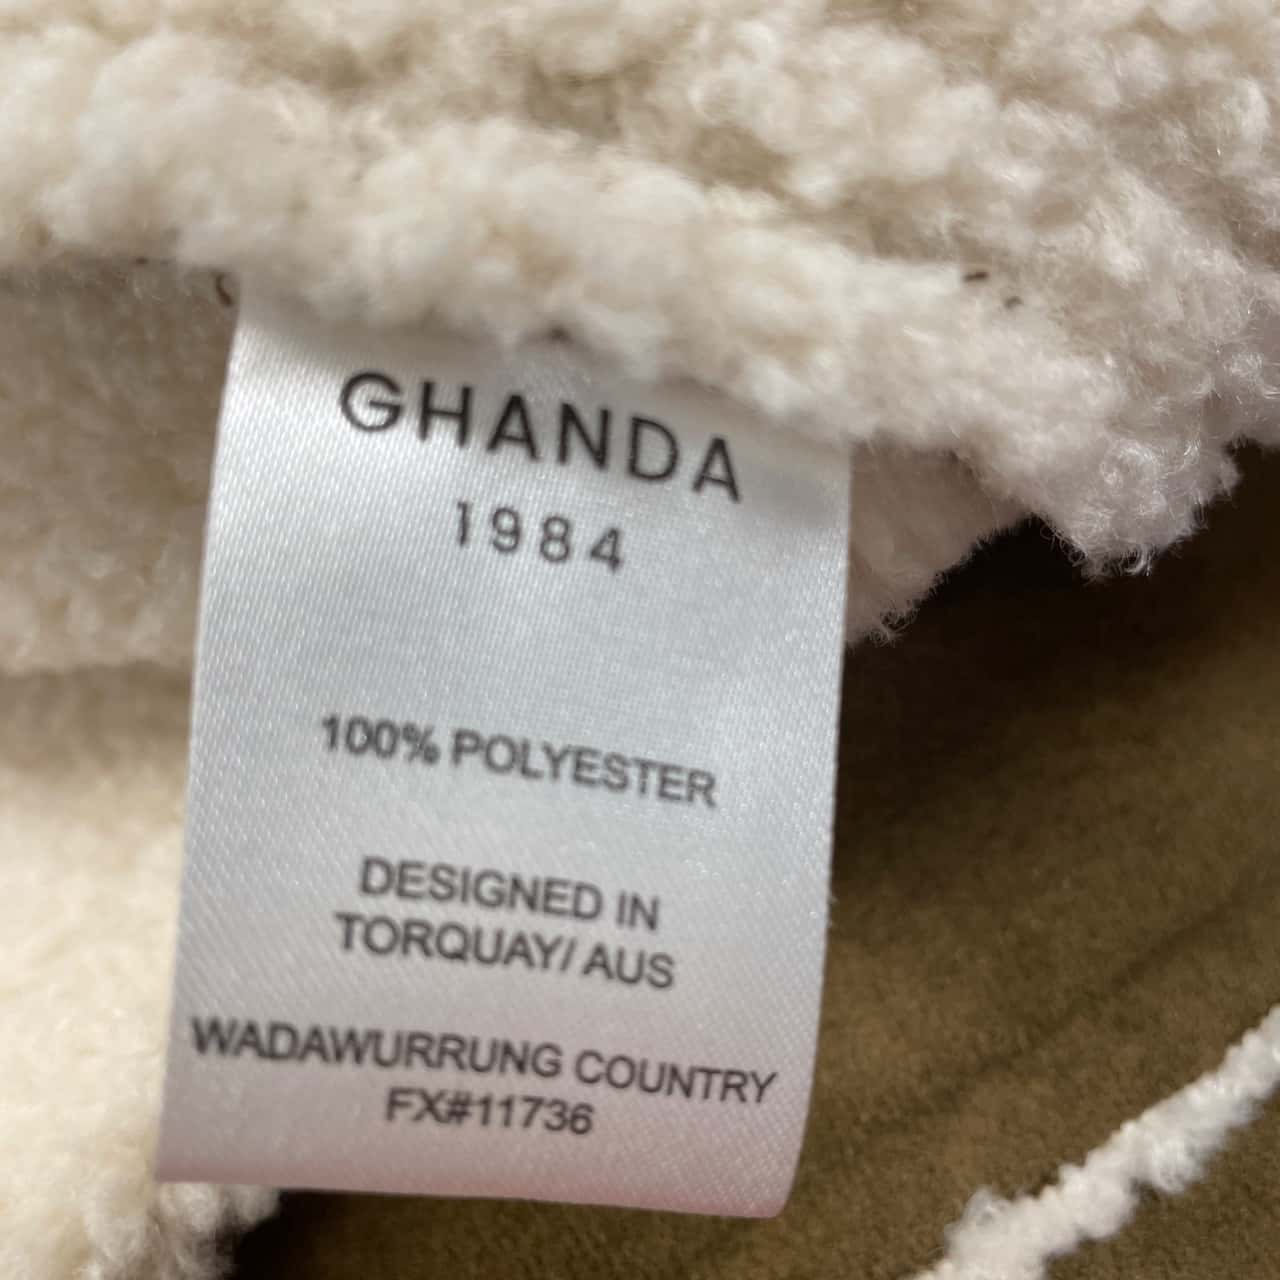 GHANDA
1984
100% POLYESTER
DESIGNED IN
TORQUAY/ AUS
WADAWURRUNG COUNTRY
FX#11736